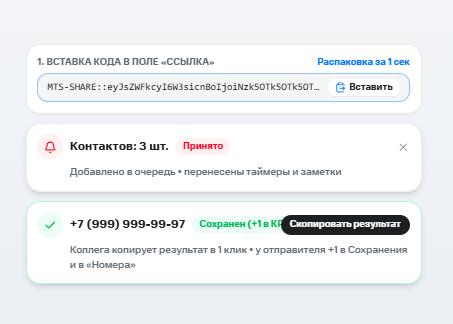 1. ВСТАВКА КОДА В ПОЛЕ «ССЫЛКА»
Распаковка за 1 сек
MTS-SHARE::eyJsZWFkcyI6W3sicnBoIjoiNzk5OTk5OTk5OT…
Вставить
Контактов: 3 шт.
Принято
Добавлено в очередь • перенесены таймеры и заметки
+7 (999) 999-99-97
Сохранен (+1 в
Скопировать результат
Коллега копирует результат в 1 клик • у отправителя +1 в Сохранения
и в «Номера»